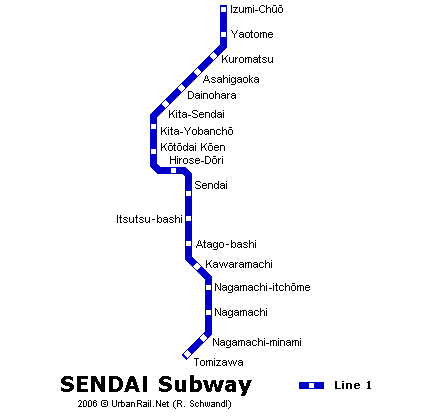 Izumi-Chūō
Yaotome
Kuromatsu
Asahigaoka
Dainohara
Kita-Sendai
Kita-Yobanchō
Kōtōdai Kōen
Hirose-Dōri
Sendai
Itsutsu-bashi
Atago-bashi
Kawaramachi
Nagamachi-itchōme
Nagamachi
Nagamachi-minami
Tomizawa
SENDAI Subway
Line 1
2006 © UrbanRail.Net (R. Schwandl)